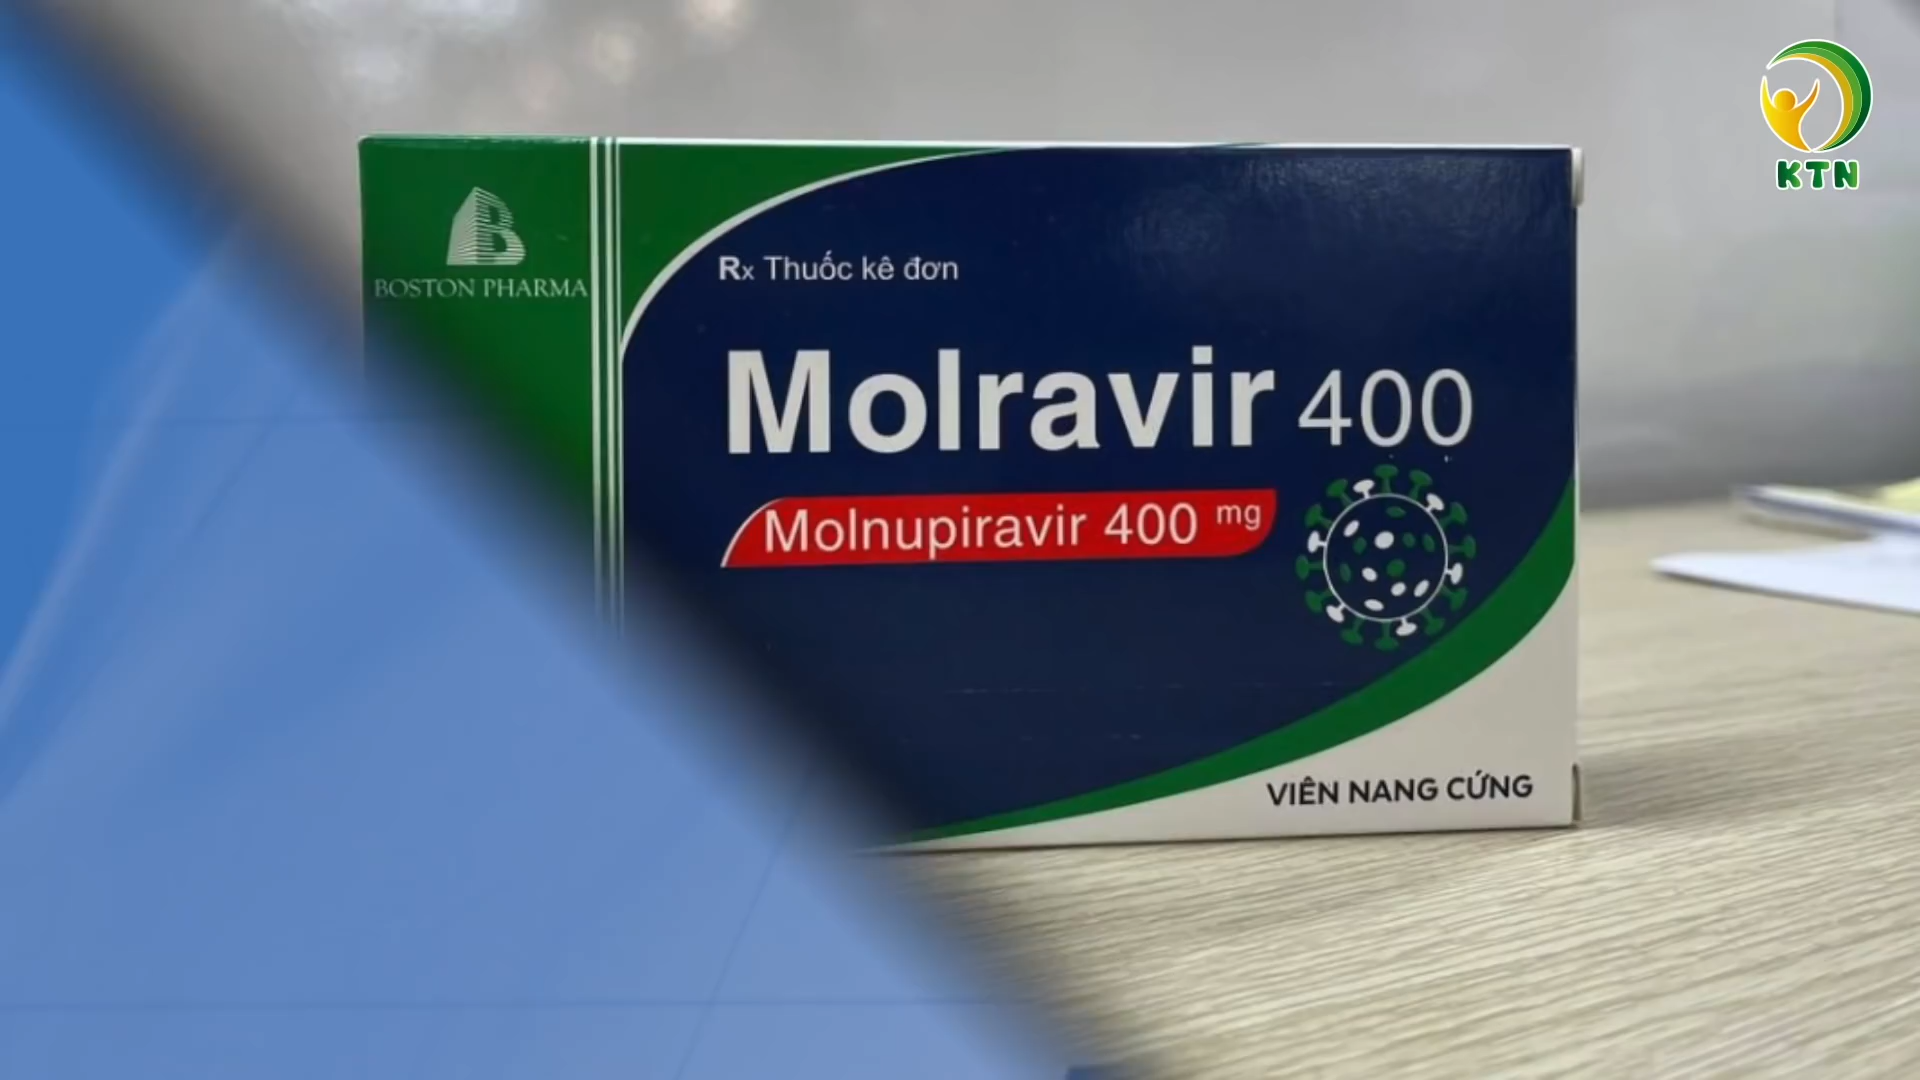 KTN
BOSTON PHARMA
Rx Thuốc kê đơn
Molravir 400
Molnupiravir 400 mg
VIÊN NANG CỨNG